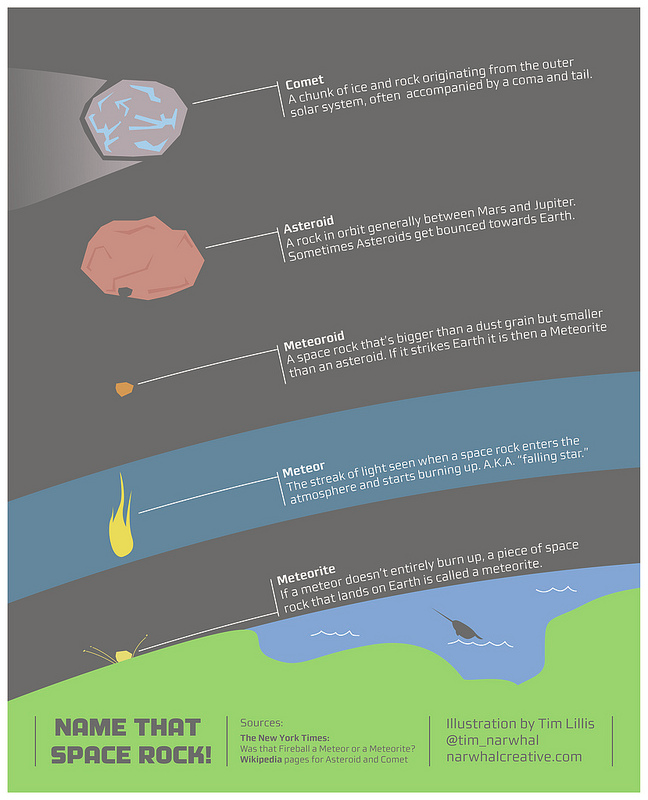 Comet
A chunk of ice and rock originating from the outer
solar system, often accompanied by a coma and tail.
Asteroid
A rock in orbit generally between Mars and Jupiter.
Sometimes Asteroids get bounced towards Earth.
Meteoroid
A space rock that's bigger than a dust grain but smaller
than an asteroid. If it strikes Earth it is then a Meteorite
Meteor
The streak of light seen when a space rock enters the
atmosphere and starts burning up. A.K.A. “falling star.”
Meteorite
If a meteor doesn't entirely burn up, a piece of space
rock that lands on Earth is called a meteorite.
NAME THAT
SPACE ROCK!
Sources:
The New York Times:
Was that Fireball a Meteor or a Meteorite?
Wikipedia pages for Asteroid and Comet
Illustration by Tim Lillis
@tim_narwhal
narwhalcreative.com